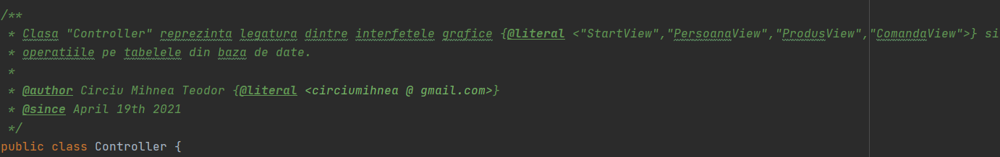 /**
 * Clasa "Controller" reprezinta legatura dintre interfetele grafice {@literal <"StartView","PersoanaView","ProdusView","ComandaView">} si
 * operatiile pe tabelele din baza de date.
 *
 * @author Circiu Mihnea Teodor {@literal <circiumihnea @ gmail.com>}
 * @since April 19th 2021
 */
public class Controller {